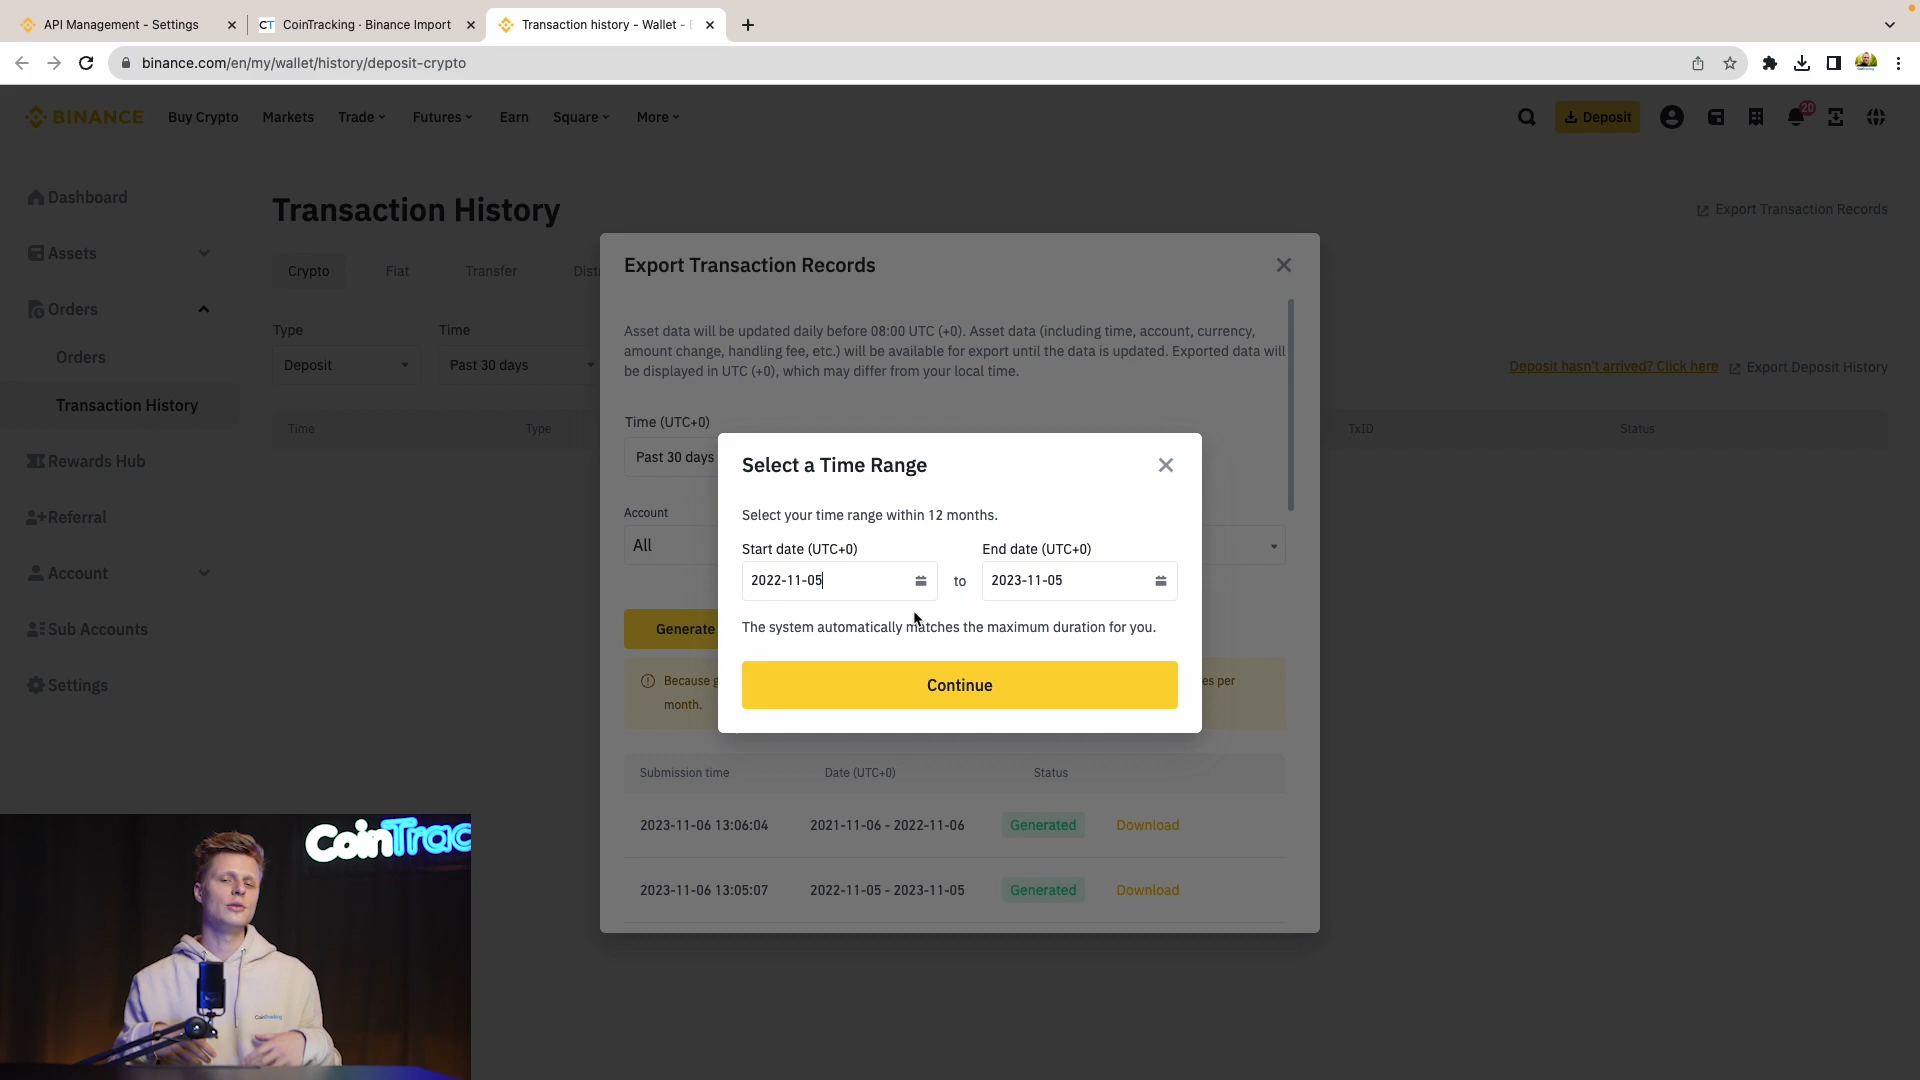 API Management - Settings
CT CoinTracking · Binance Import
Transaction history - Wallet -
binance.com/en/my/wallet/history/deposit-crypto
BINANCE Buy Crypto Markets Trade Futures Earn Square More
Deposit
20
Dashboard
Assets
Orders
Orders
Transaction History
Rewards Hub
Referral
Account
Sub Accounts
Settings
Transaction History
Export Transaction Records
Crypto Fiat Transfer
Type Time
Deposit Past 30 days
Deposit hasn't arrived? Click here Export Deposit History
Time Type TxID Status
Export Transaction Records
Asset data will be updated daily before 08:00 UTC (+0). Asset data (including time, account, currency,
amount change, handling fee, etc.) will be available for export until the data is updated. Exported data will
be displayed in UTC (+0), which may differ from your local time.
Time (UTC+0)
Past 30 days
Account
All
Generate
Because
month.
per
Select a Time Range
Select your time range within 12 months.
Start date (UTC+0) End date (UTC+0)
2022-11-05 to 2023-11-05
The system automatically matches the maximum duration for you.
Continue
Submission time Date (UTC+0) Status
2023-11-06 13:06:04 2021-11-06 - 2022-11-06 Generated Download
2023-11-06 13:05:07 2022-11-05 - 2023-11-05 Generated Download
CoinTrac
CoinTracking